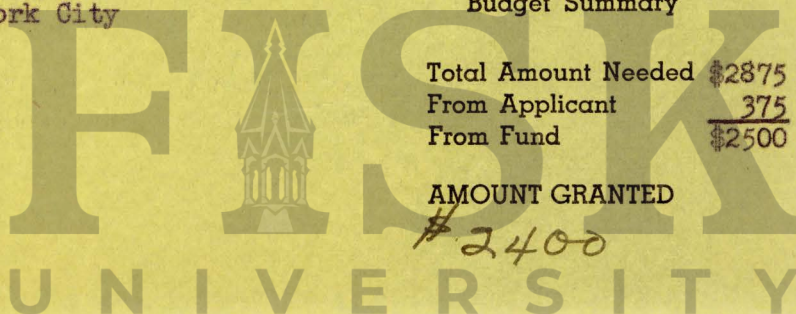 ork City
Budget Summary
Total Amount Needed $2875
From Applicant 375
From Fund $2500
AMOUNT GRANTED
$2400
FISK
UNIVERSITY